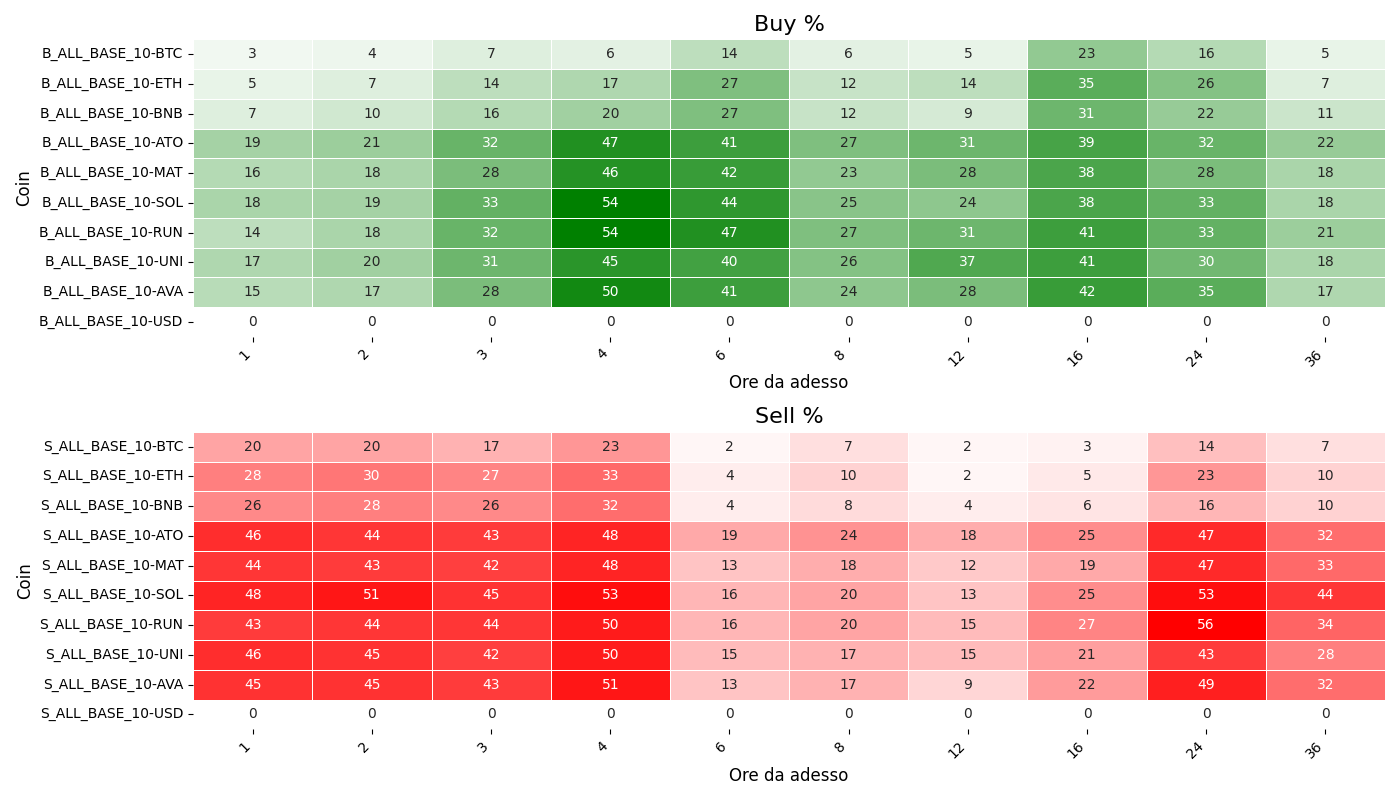 Buy %
Coin
B_ALL_BASE_10-BTC 3 4 7 6 14 6 5 23 16 5
B_ALL_BASE_10-ETH 5 7 14 17 27 12 14 35 26 7
B_ALL_BASE_10-BNB 7 10 16 20 27 12 9 31 22 11
B_ALL_BASE_10-ATO 19 21 32 47 41 27 31 39 32 22
B_ALL_BASE_10-MAT 16 18 28 46 42 23 28 38 28 18
B_ALL_BASE_10-SOL 18 19 33 54 44 25 24 38 33 18
B_ALL_BASE_10-RUN 14 18 32 54 47 27 31 41 33 21
B_ALL_BASE_10-UNI 17 20 31 45 40 26 37 41 30 18
B_ALL_BASE_10-AVA 15 17 28 50 41 24 28 42 35 17
B_ALL_BASE_10-USD 0 0 0 0 0 0 0 0 0 0
1 2 3 4 6 8 12 16 24 36
Ore da adesso
Sell %
Coin
S_ALL_BASE_10-BTC 20 20 17 23 2 7 2 3 14 7
S_ALL_BASE_10-ETH 28 30 27 33 4 10 2 5 23 10
S_ALL_BASE_10-BNB 26 28 26 32 4 8 4 6 16 10
S_ALL_BASE_10-ATO 46 44 43 48 19 24 18 25 47 32
S_ALL_BASE_10-MAT 44 43 42 48 13 18 12 19 47 33
S_ALL_BASE_10-SOL 48 51 45 53 16 20 13 25 53 44
S_ALL_BASE_10-RUN 43 44 44 50 16 20 15 27 56 34
S_ALL_BASE_10-UNI 46 45 42 50 15 17 15 21 43 28
S_ALL_BASE_10-AVA 45 45 43 51 13 17 9 22 49 32
S_ALL_BASE_10-USD 0 0 0 0 0 0 0 0 0 0
1 2 3 4 6 8 12 16 24 36
Ore da adesso